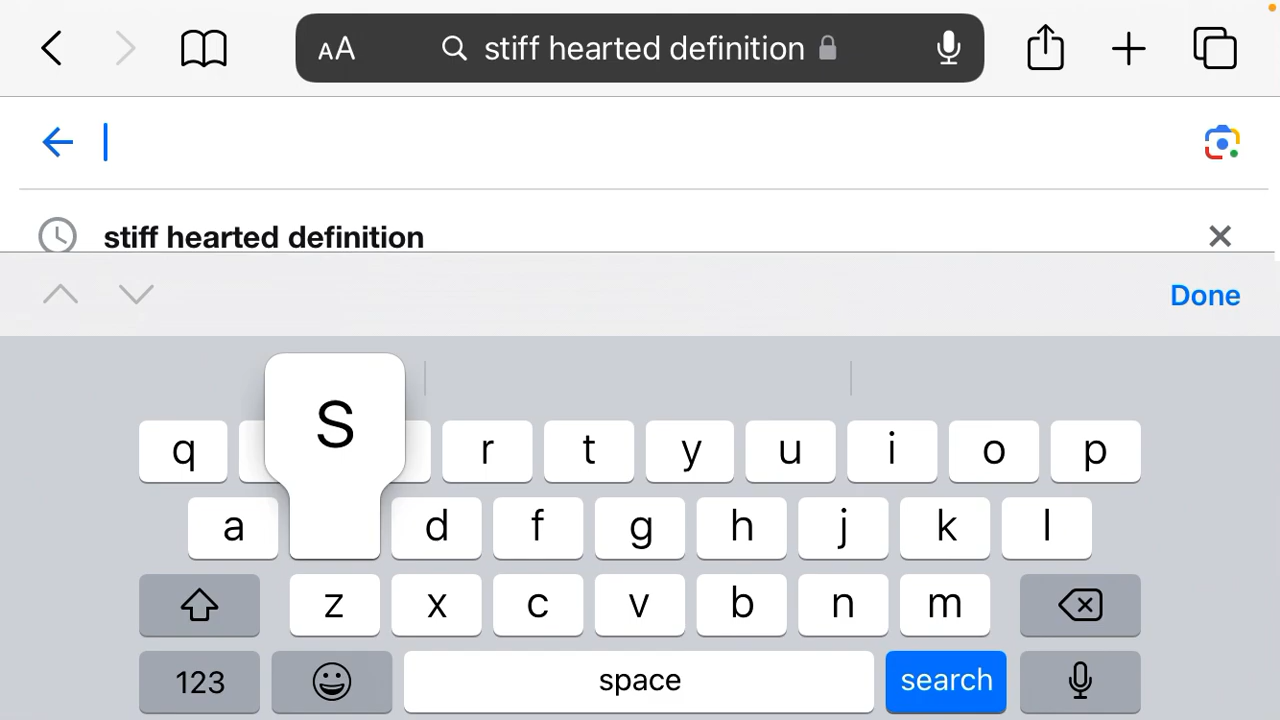 AA stiff hearted definition
stiff hearted definition
Done
S
q r t y u i o p
a d f g h j k l
z x c v b n m
123 space search